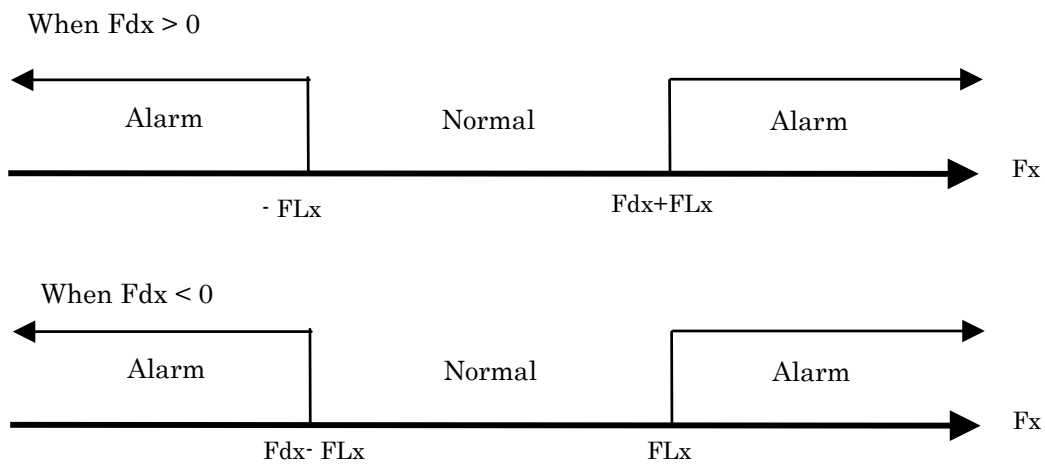 When Fdx > 0
Alarm Normal Alarm
Fx
- FLx Fdx+FLx
When Fdx < 0
Alarm Normal Alarm
Fx
Fdx- FLx FLx